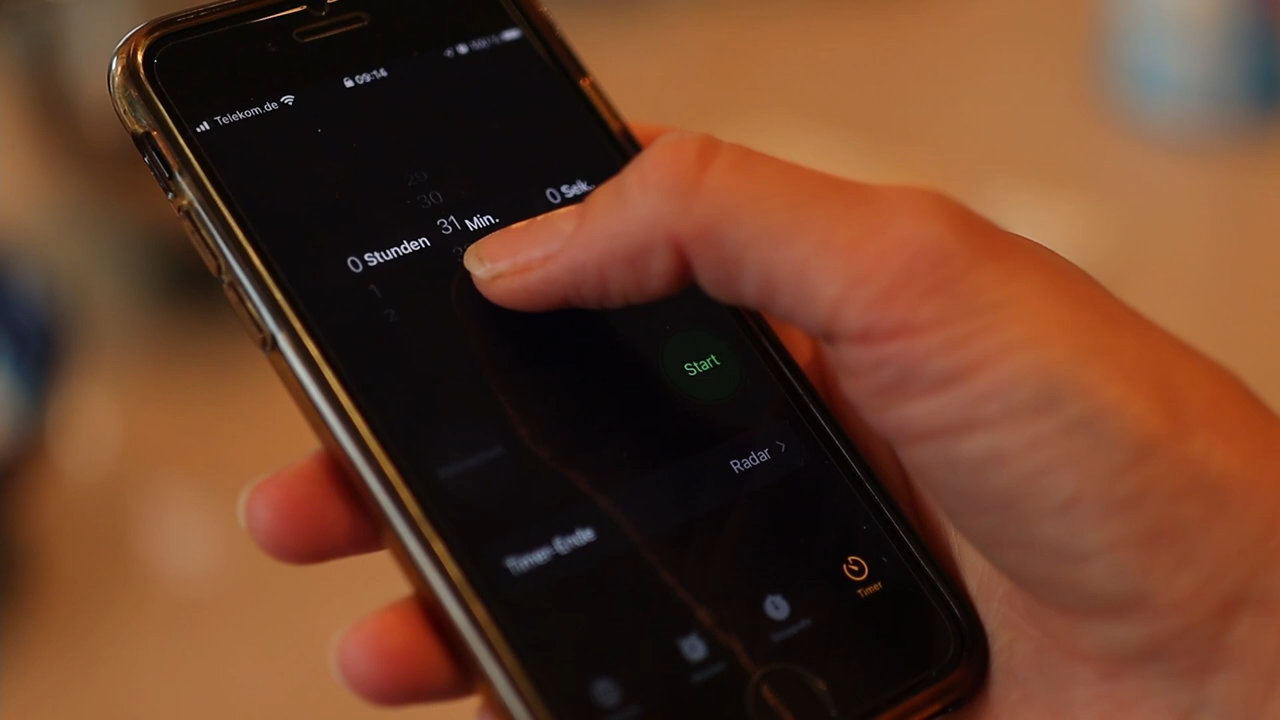 Telekom.de
09:14
29
30
31 Min.
0 Sek.
0 Stunden
1
2
Start
Radar
Timer-Ende
Timer